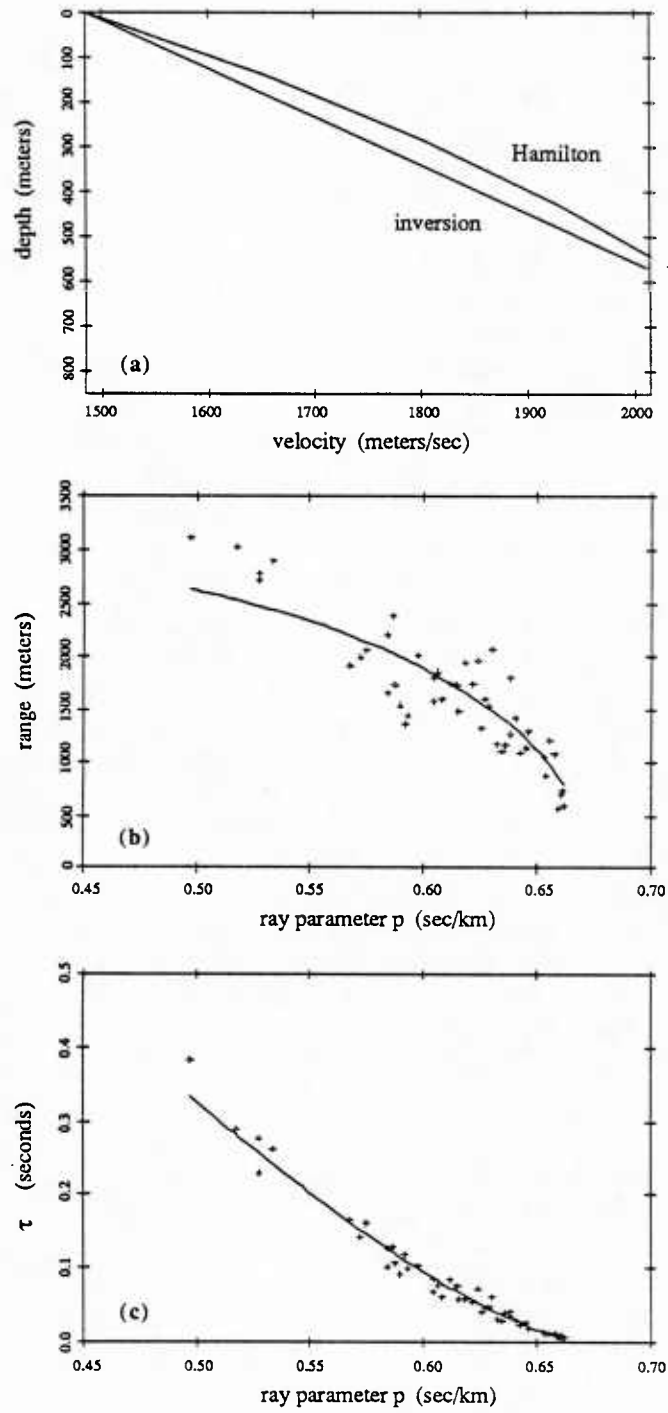 0
100
200
300
400
500
600
700
800
depth (meters)
Hamilton
inversion
(a)
1500 1600 1700 1800 1900 2000
velocity (meters/sec)
3500
3000
2500
2000
1500
1000
500
0
range (meters)
(b)
0.45 0.50 0.55 0.60 0.65 0.70
ray parameter p (sec/km)
0.5
0.4
0.3
0.2
0.1
0.0
τ (seconds)
(c)
0.45 0.50 0.55 0.60 0.65 0.70
ray parameter p (sec/km)